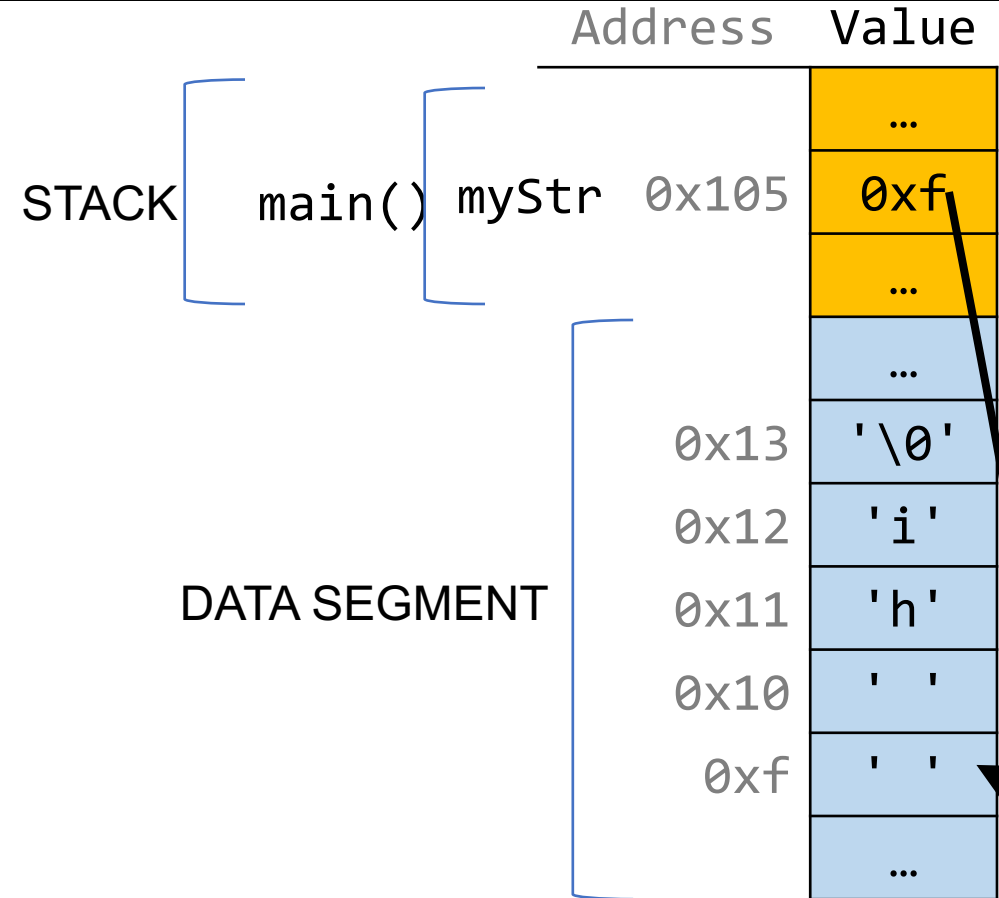 Address Value
…
STACK main() myStr 0x105 0xf
…
…
0x13 '\0'
0x12 'i'
DATA SEGMENT 0x11 'h'
0x10 ' '
0xf ' '
…